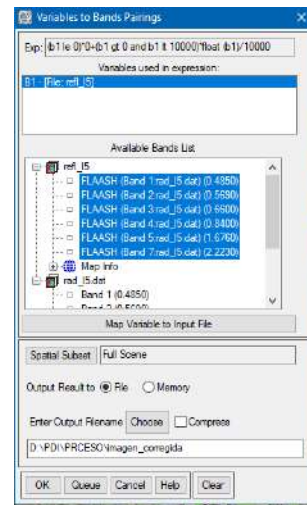 Variables to Bands Pairings
Exp: (b1 le 0)*0+(b1 gt 0 and b1 lt 10000)*float (b1)/10000
Variables used in expression:
B1 - [File: refl_l5]
Available Bands List
refl_l5
FLAASH (Band 1:rad_l5.dat) (0.4850)
FLAASH (Band 2:rad_l5.dat) (0.5690)
FLAASH (Band 3:rad_l5.dat) (0.6600)
FLAASH (Band 4:rad_l5.dat) (0.8400)
FLAASH (Band 5:rad_l5.dat) (1.6760)
FLAASH (Band 7:rad_l5.dat) (2.2230)
Map Info
rad_l5.dat
Band 1 (0.4850)
Map Variable to Input File
Spatial Subset Full Scene
Output Result to File Memory
Enter Output Filename Choose Compress
D:\PDI\PRCESO\imagen_corregida
OK Queue Cancel Help Clear